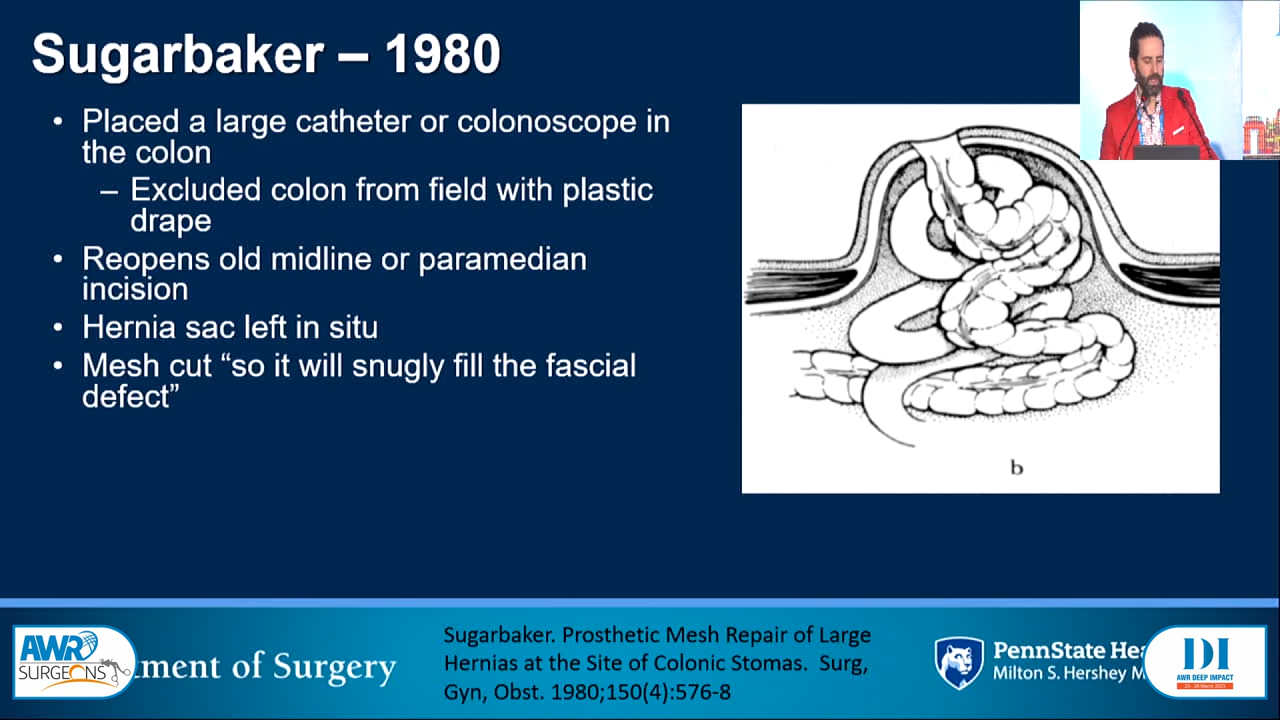 Sugarbaker – 1980
• Placed a large catheter or colonoscope in
the colon
– Excluded colon from field with plastic
drape
• Reopens old midline or paramedian
incision
• Hernia sac left in situ
• Mesh cut “so it will snugly fill the fascial
defect”
b
AWR
SURGEONS
ment of Surgery
Sugarbaker. Prosthetic Mesh Repair of Large
Hernias at the Site of Colonic Stomas. Surg,
Gyn, Obst. 1980;150(4):576-8
PennState Hea
Milton S. Hershey M
DI
AWR DEEP IMPACT